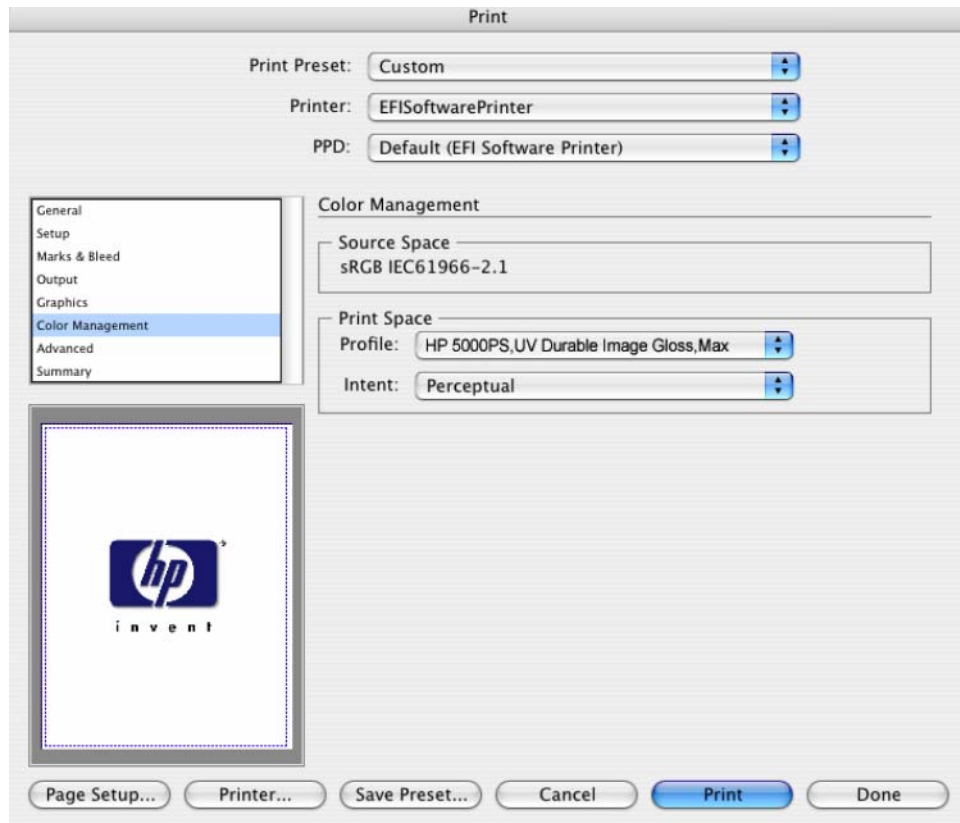 Print
Print Preset: Custom
Printer: EFISoftwarePrinter
PPD: Default (EFI Software Printer)
General
Setup
Marks & Bleed
Output
Graphics
Color Management
Advanced
Summary
Color Management
Source Space
sRGB IEC61966-2.1
Print Space
Profile: HP 5000PS,UV Durable Image Gloss,Max
Intent: Perceptual
hp
invent
Page Setup... Printer... Save Preset... Cancel Print Done